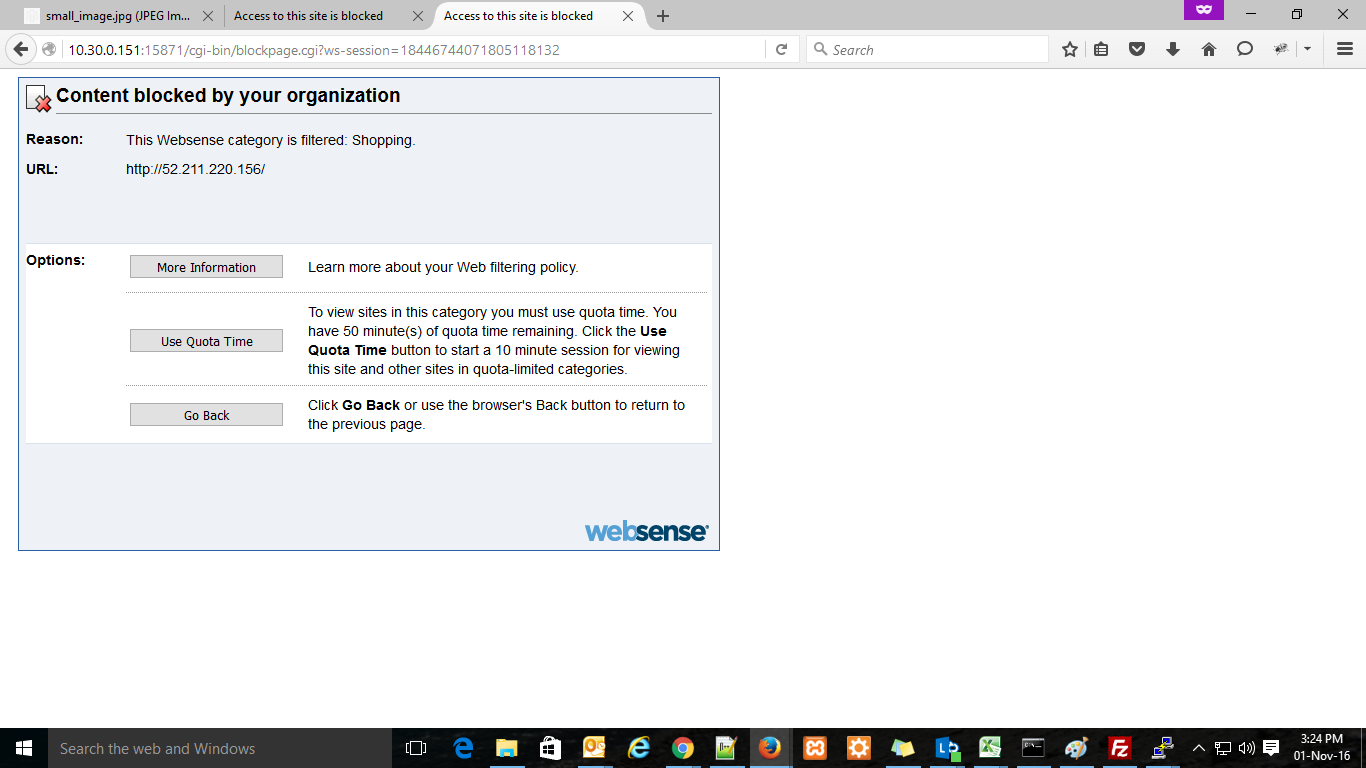 small_image.jpg (JPEG Im...
Access to this site is blocked
Access to this site is blocked
10.30.0.151:15871/cgi-bin/blockpage.cgi?ws-session=18446744071805118132
Search
Content blocked by your organization
Reason:
This Websense category is filtered: Shopping.
URL:
http://52.211.220.156/
Options:
More Information
Learn more about your Web filtering policy.
Use Quota Time
To view sites in this category you must use quota time. You
have 50 minute(s) of quota time remaining. Click the Use
Quota Time button to start a 10 minute session for viewing
this site and other sites in quota-limited categories.
Go Back
Click Go Back or use the browser's Back button to return to
the previous page.
websense
Search the web and Windows
3:24 PM
01-Nov-16